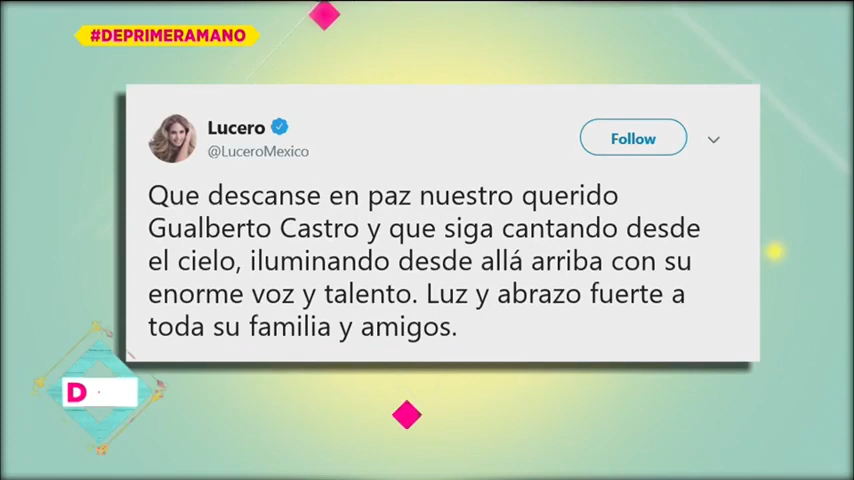 #DEPRIMERAMANO
Lucero
@LuceroMexico
Follow
Que descanse en paz nuestro querido
Gualberto Castro y que siga cantando desde
el cielo, iluminando desde allá arriba con su
enorme voz y talento. Luz y abrazo fuerte a
toda su familia y amigos.
D